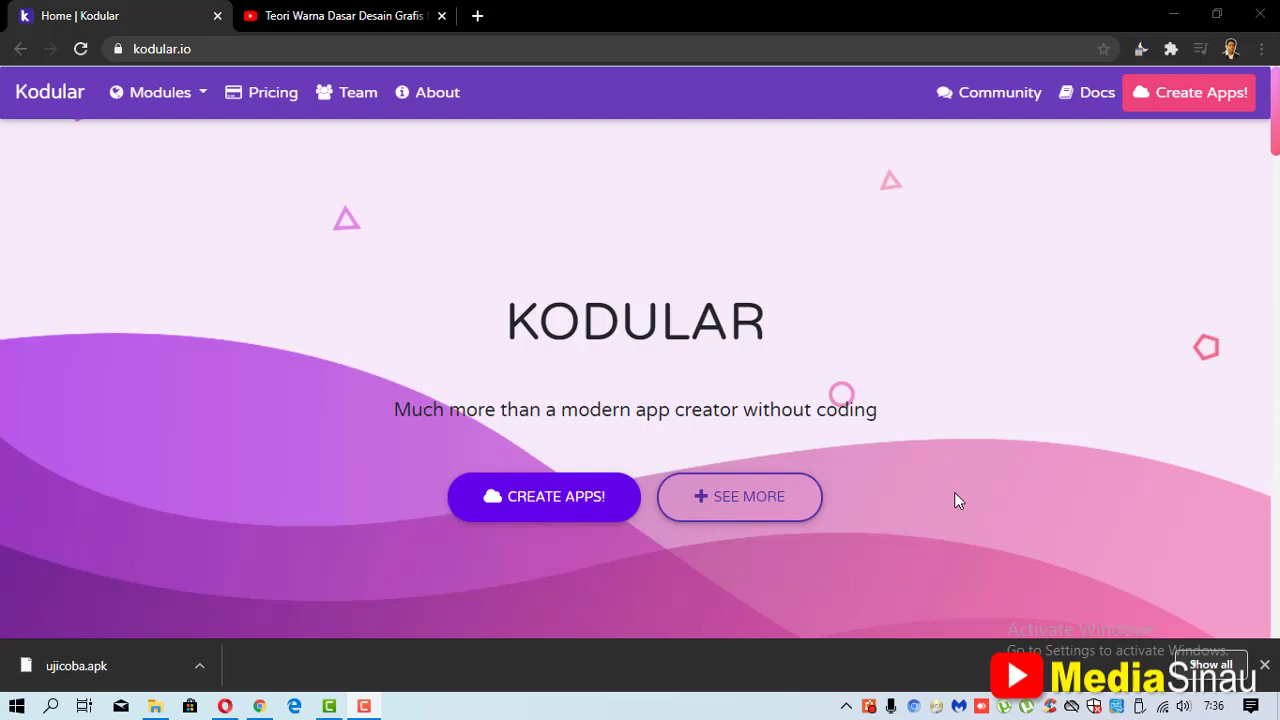 Home | Kodular
Teori Warna Dasar Desain Grafis
kodular.io
Kodular
Modules
Pricing
Team
About
Community
Docs
Create Apps!
KODULAR
Much more than a modern app creator without coding
CREATE APPS!
SEE MORE
Activate Windows
Go to Settings to activate Windows.
ujicoba.apk
Show all
MediaSinau
7:36